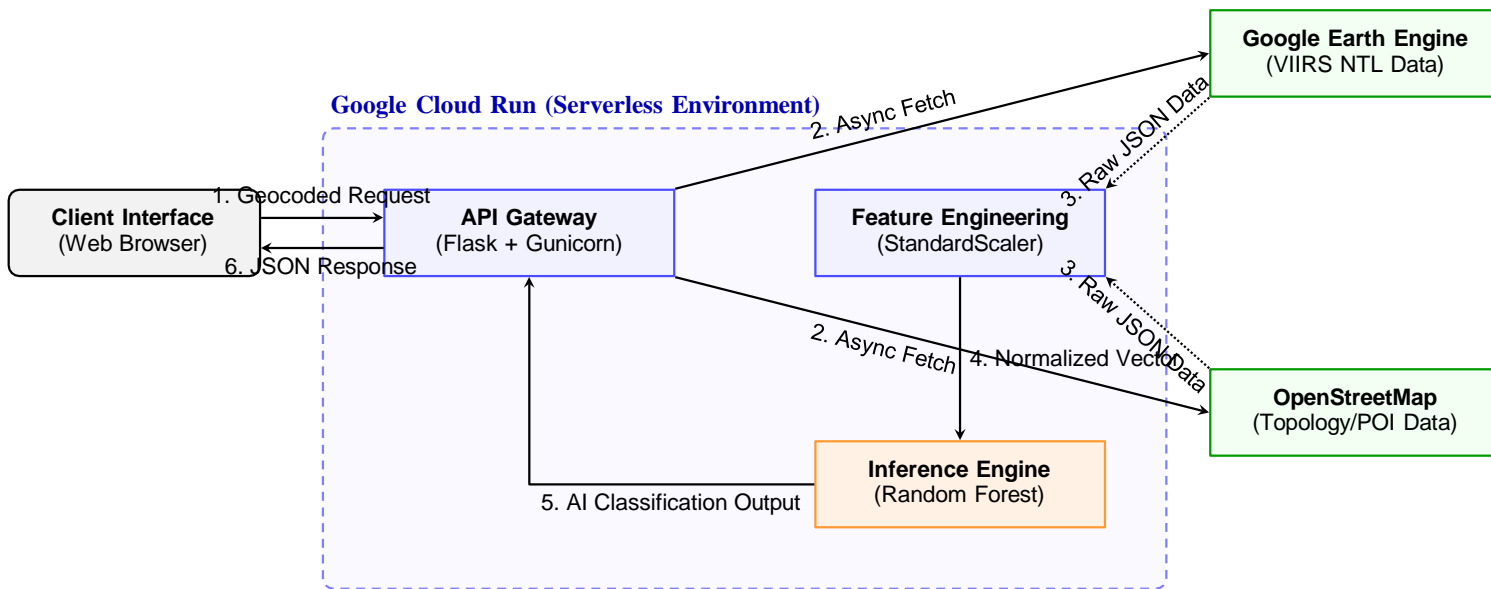 Google Earth Engine
(VIIRS NTL Data)
Google Cloud Run (Serverless Environment)
2. Async Fetch
3. Raw JSON Data
1. Geocoded Request
Client Interface
(Web Browser)
API Gateway
(Flask + Gunicorn)
Feature Engineering
(StandardScaler)
6. JSON Response
3. Raw JSON Data
2. Async Fetch
4. Normalized Vector
OpenStreetMap
(Topology/POI Data)
Inference Engine
(Random Forest)
5. AI Classification Output